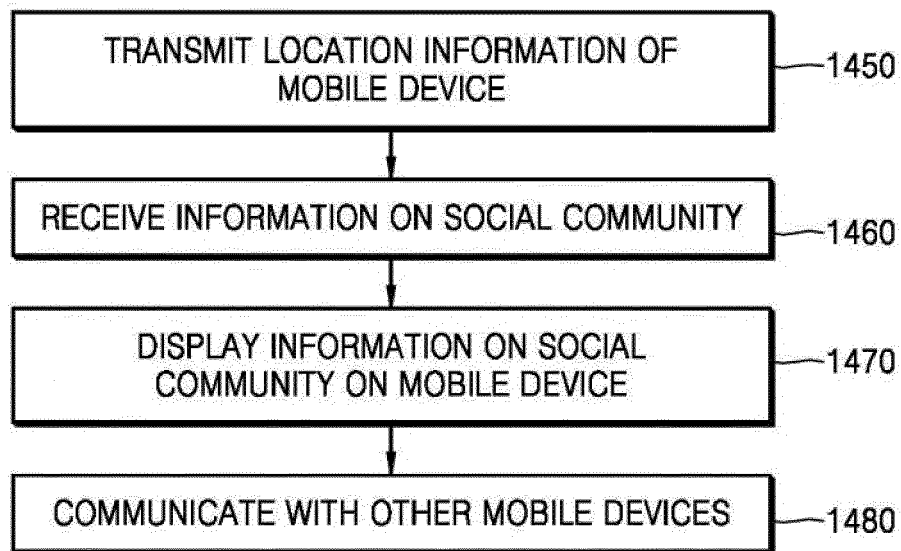 TRANSMIT LOCATION INFORMATION OF
MOBILE DEVICE
1450
RECEIVE INFORMATION ON SOCIAL COMMUNITY
1460
DISPLAY INFORMATION ON SOCIAL
COMMUNITY ON MOBILE DEVICE
1470
COMMUNICATE WITH OTHER MOBILE DEVICES
1480